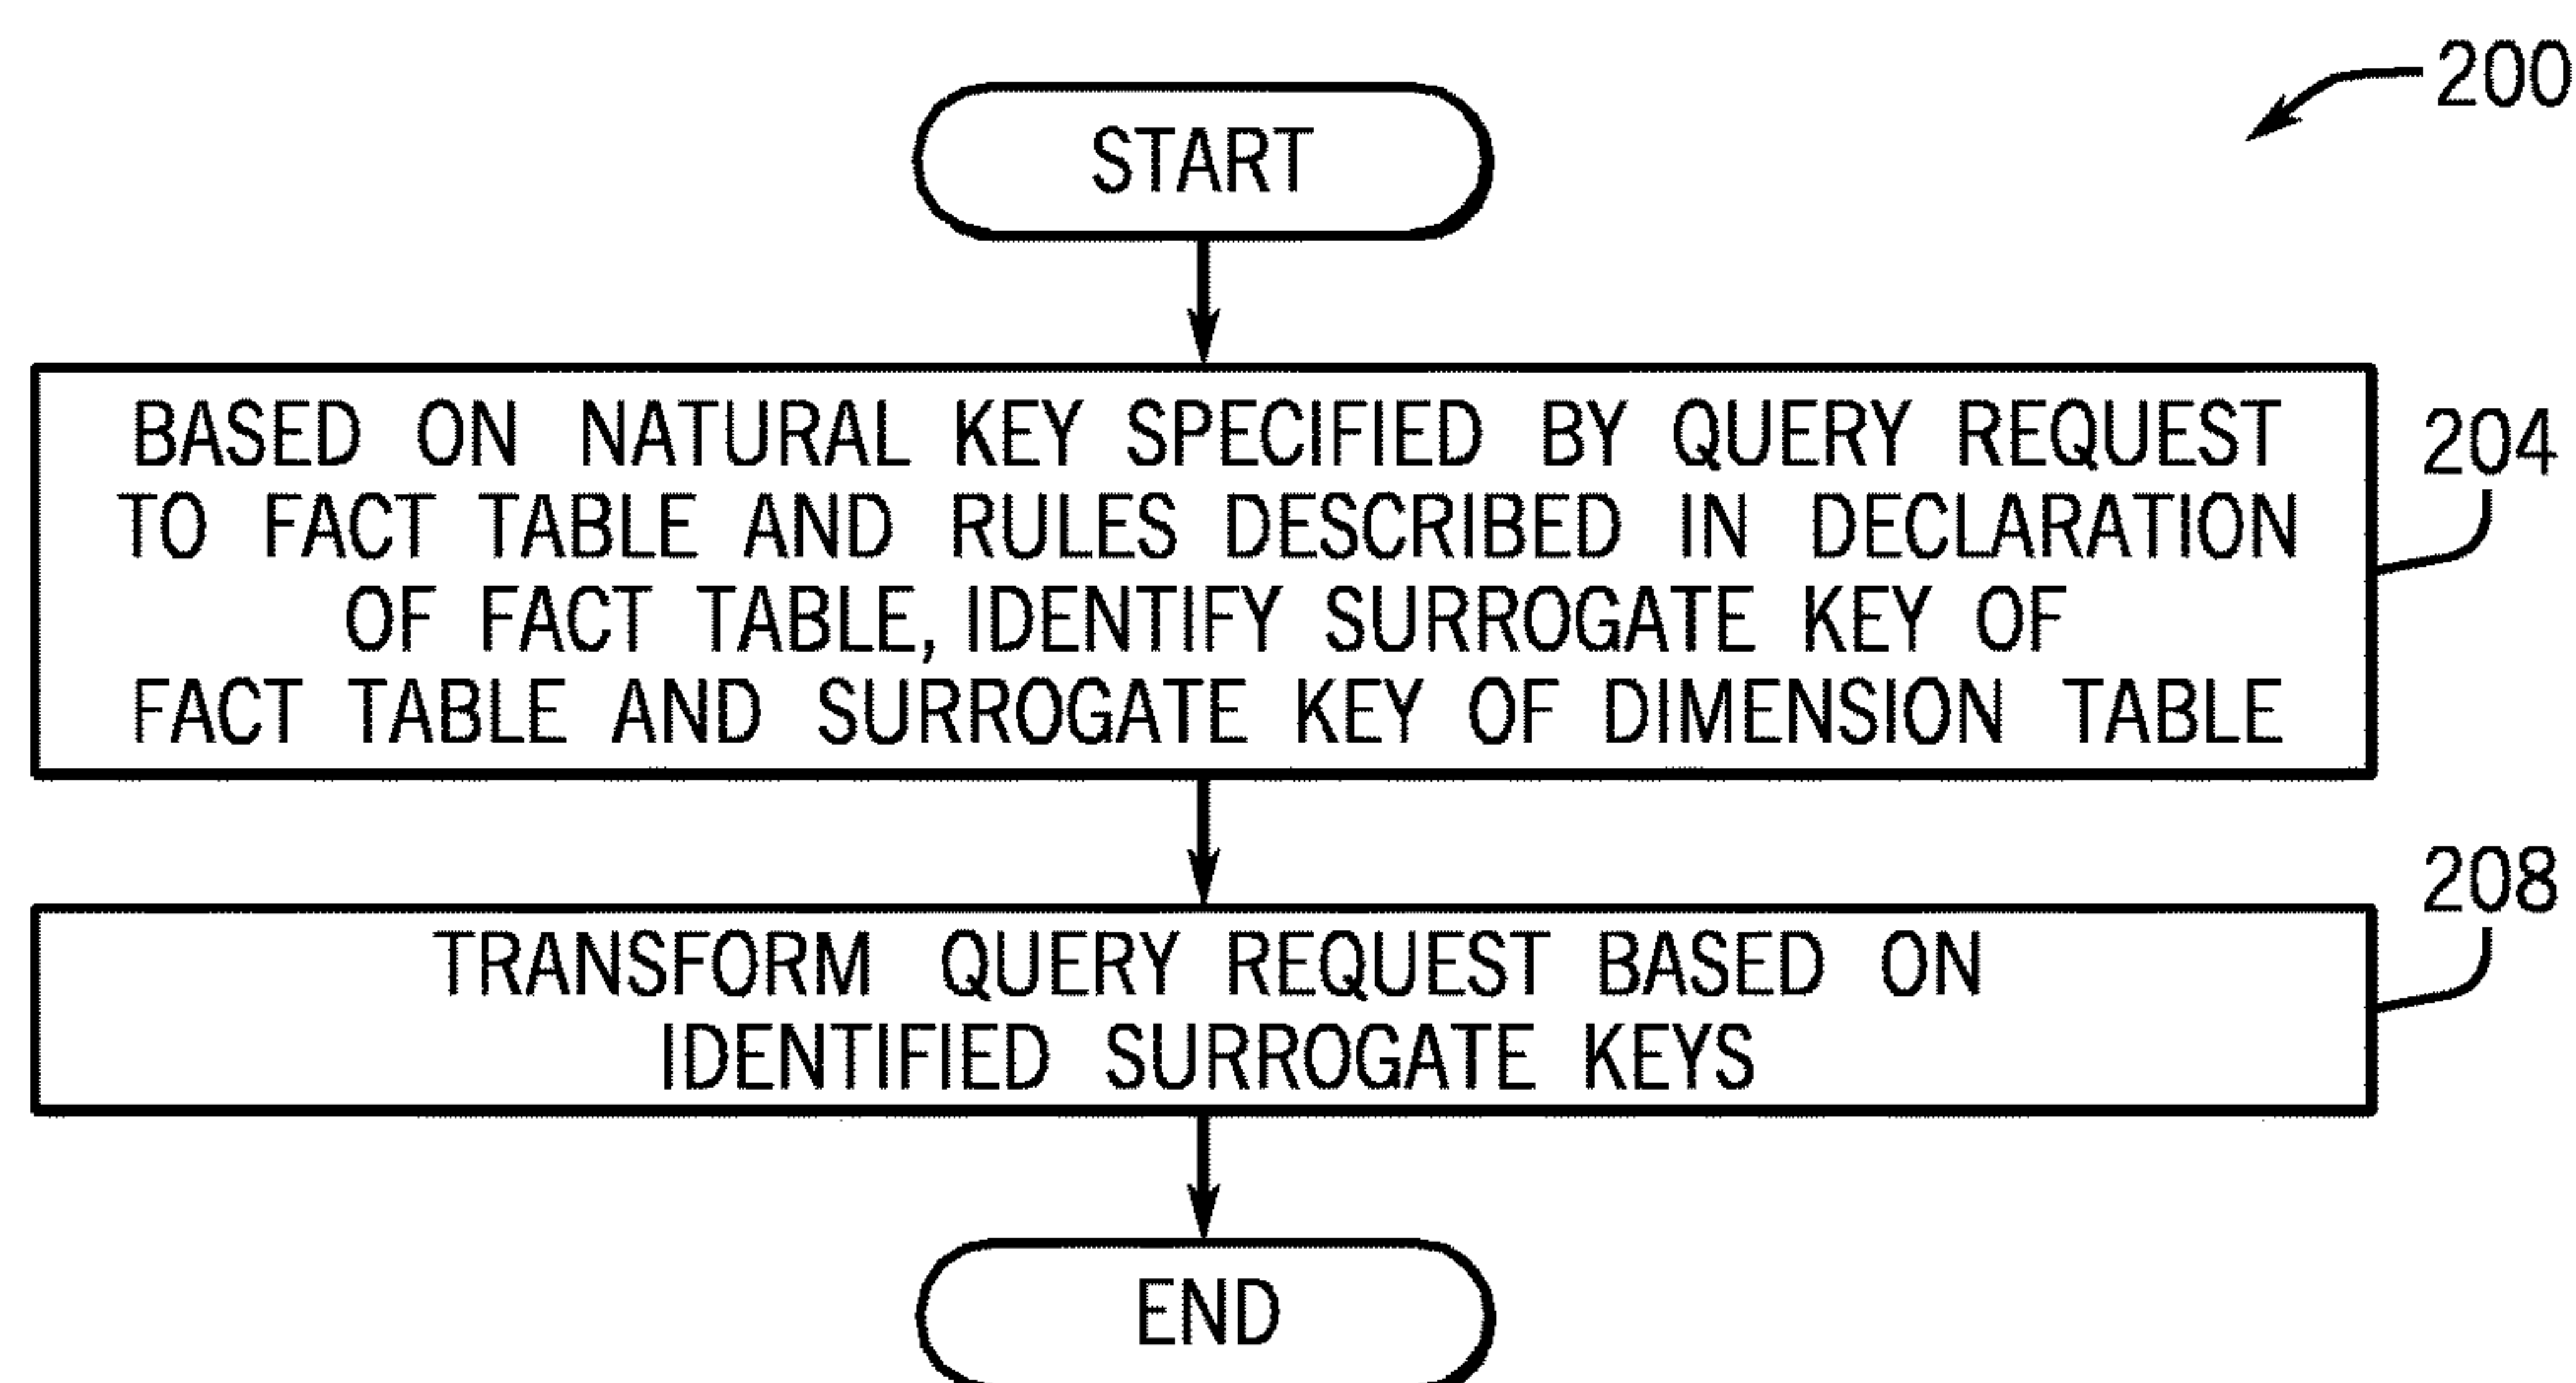 200
START
BASED ON NATURAL KEY SPECIFIED BY QUERY REQUEST
TO FACT TABLE AND RULES DESCRIBED IN DECLARATION
OF FACT TABLE, IDENTIFY SURROGATE KEY OF
FACT TABLE AND SURROGATE KEY OF DIMENSION TABLE
204
TRANSFORM QUERY REQUEST BASED ON
IDENTIFIED SURROGATE KEYS
208
END